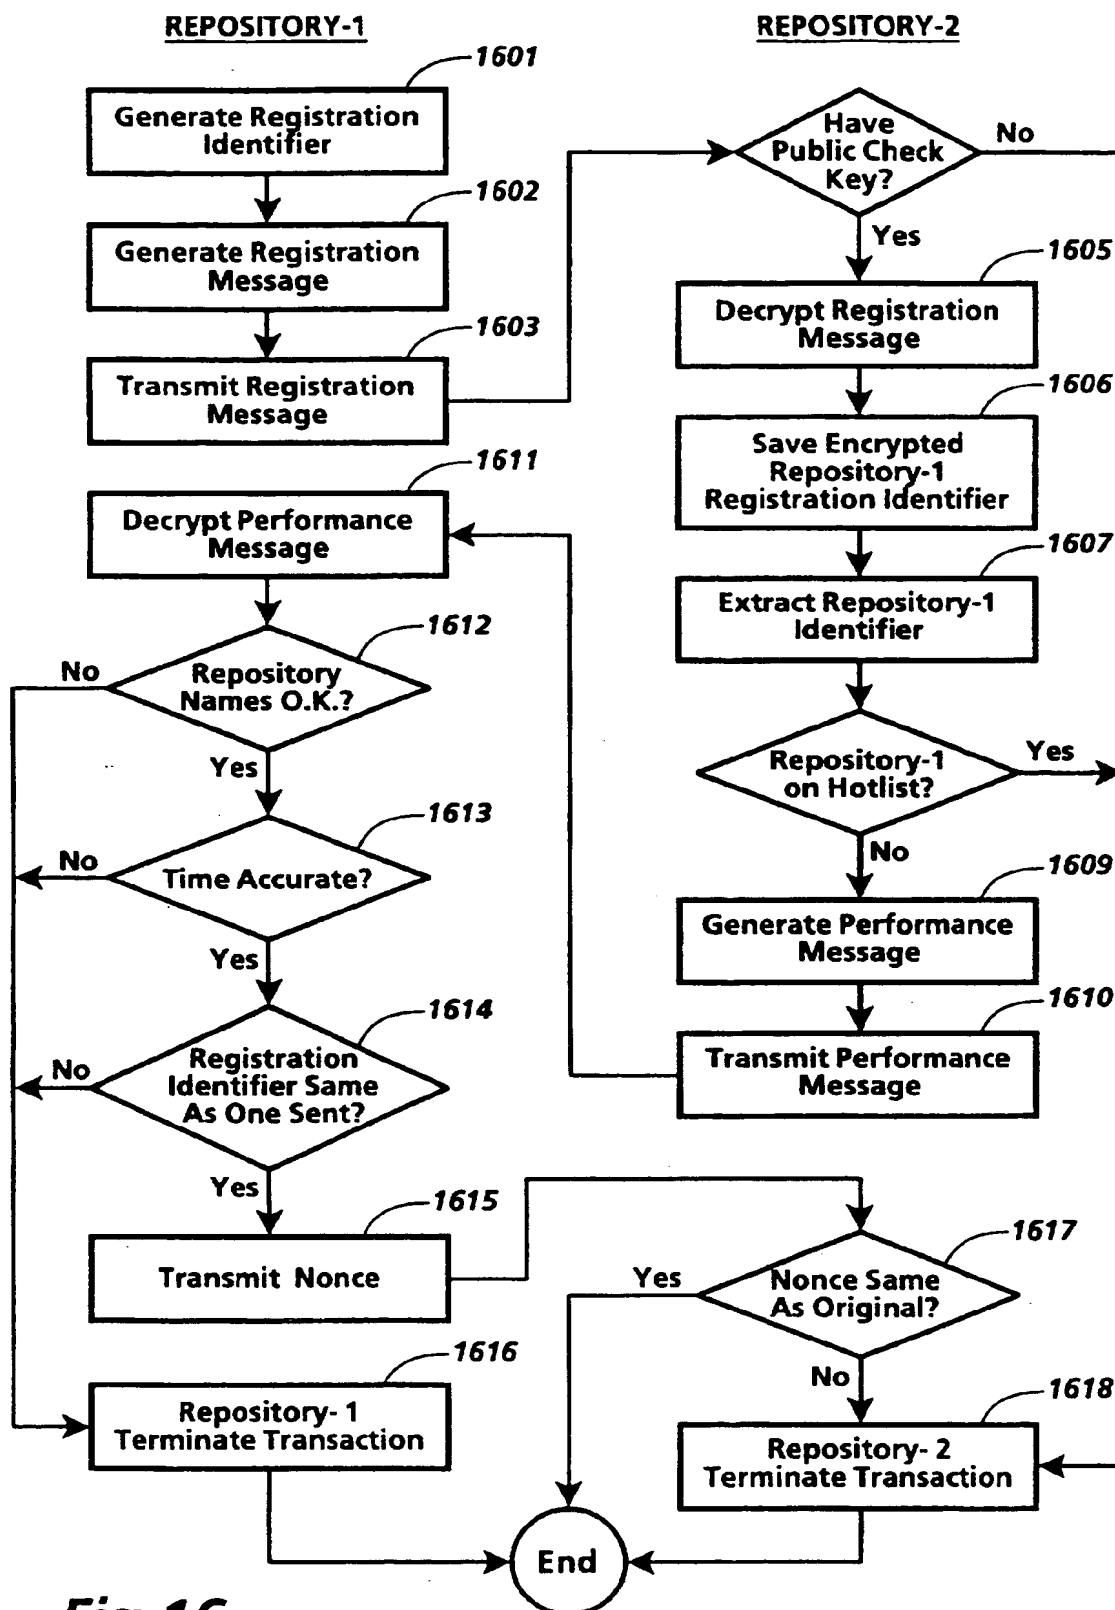 REPOSITORY-1
1601
Generate Registration
Identifier
1602
Generate Registration
Message
1603
Transmit Registration
Message
1611
Decrypt Performance
Message
1612
Repository
Names O.K.?
No
Yes
1613
Time Accurate?
No
Yes
1614
Registration
Identifier Same
As One Sent?
No
Yes
1615
Transmit Nonce
1616
Repository- 1
Terminate Transaction
REPOSITORY-2
Have
Public Check
Key?
No
Yes
1605
Decrypt Registration
Message
1606
Save Encrypted
Repository-1
Registration Identifier
1607
Extract Repository-1
Identifier
Repository-1
on Hotlist?
Yes
No
1609
Generate Performance
Message
1610
Transmit Performance
Message
1617
Nonce Same
As Original?
Yes
No
1618
Repository- 2
Terminate Transaction
End